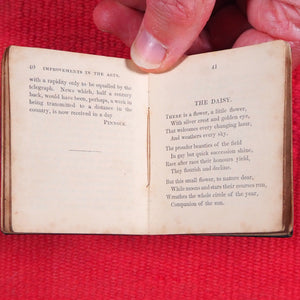 40 IMPROVEMENTS IN THE ARTS.
with a rapidity only to be equalled by the
telegraph. News which, half a century
back, would have been, perhaps, a week in
being transmitted to a distance in the
country, is now received in a day
PINNOCK.
41
THE DAISY.
THERE is a flower, a little flower,
With silver crest and golden eye,
That welcomes every changing hour,
And weathers every sky.
The prouder beauties of the field
In gay but quick succession shine,
Race after race their honours yield,
They flourish and decline.
But this small flower, to nature dear,
While moons and stars their courses run,
Wreathes the whole circle of the year,
Companion of the sun.